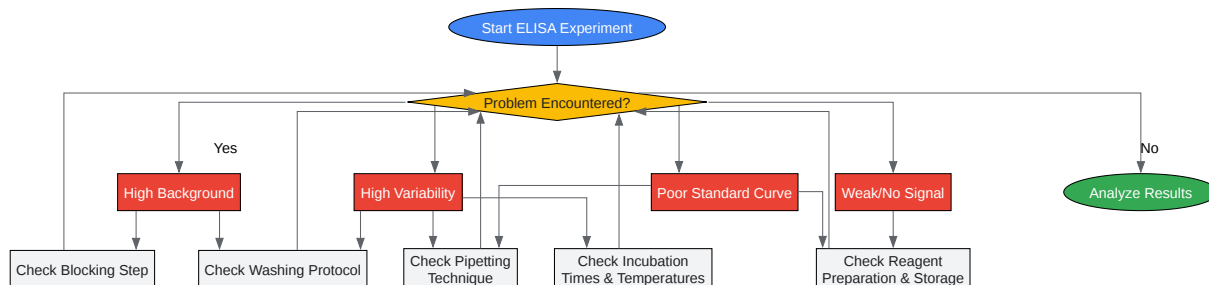 Start ELISA Experiment
Problem Encountered?
Yes
No
High Background
High Variability
Poor Standard Curve
Weak/No Signal
Analyze Results
Check Blocking Step
Check Washing Protocol
Check Pipetting
Technique
Check Incubation
Times & Temperatures
Check Reagent
Preparation & Storage